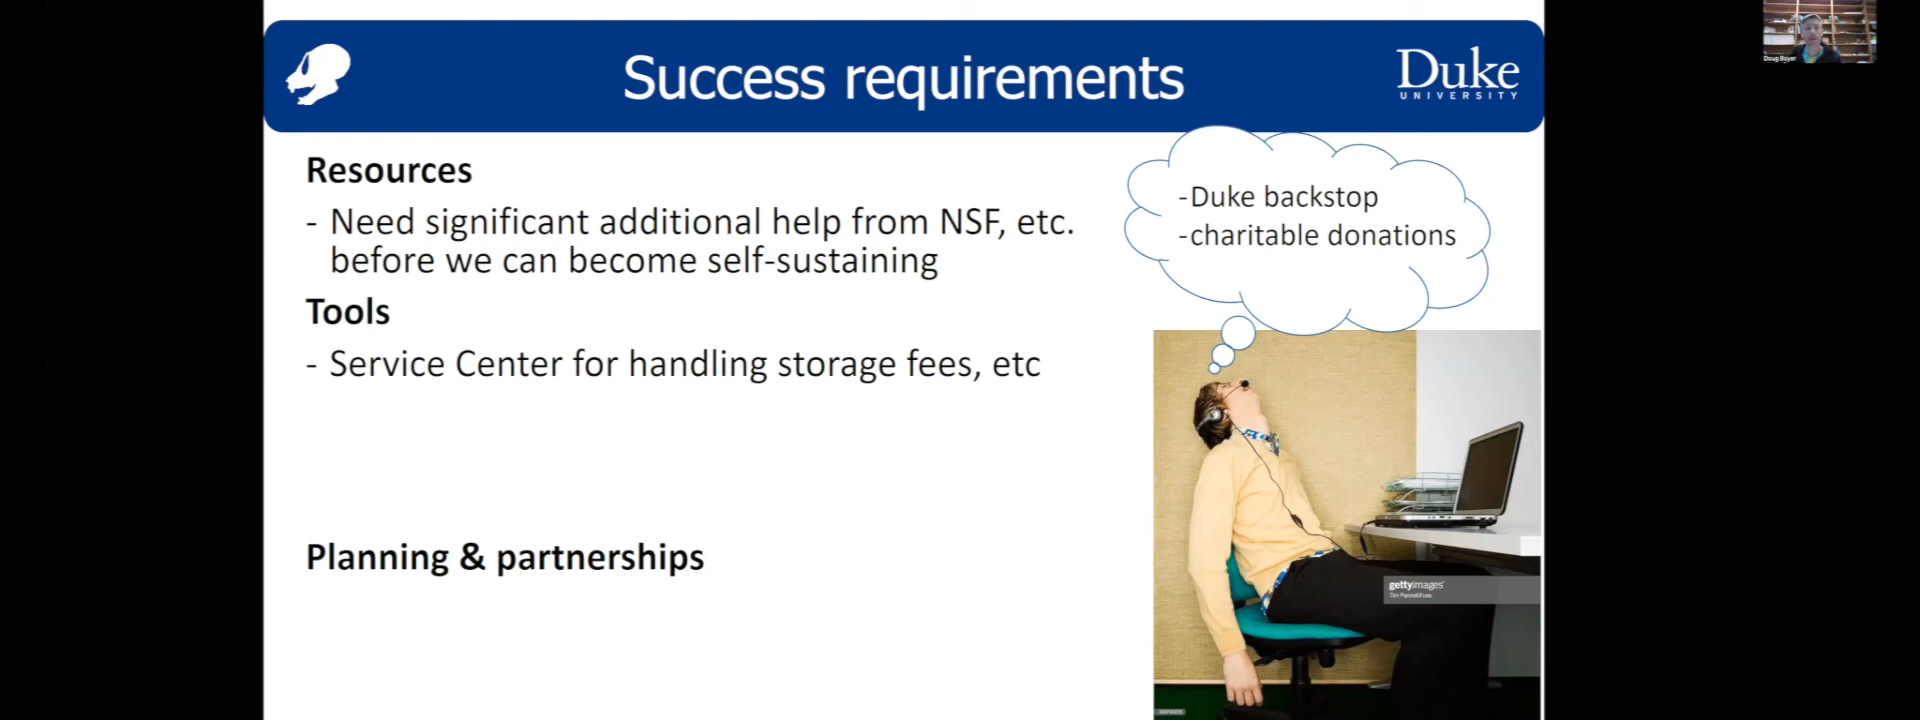 Success requirements
Duke
UNIVERSITY
Resources
- Need significant additional help from NSF, etc.
before we can become self-sustaining
Tools
- Service Center for handling storage fees, etc
Planning & partnerships
-Duke backstop
-charitable donations
gettyimages
Doug Boyer